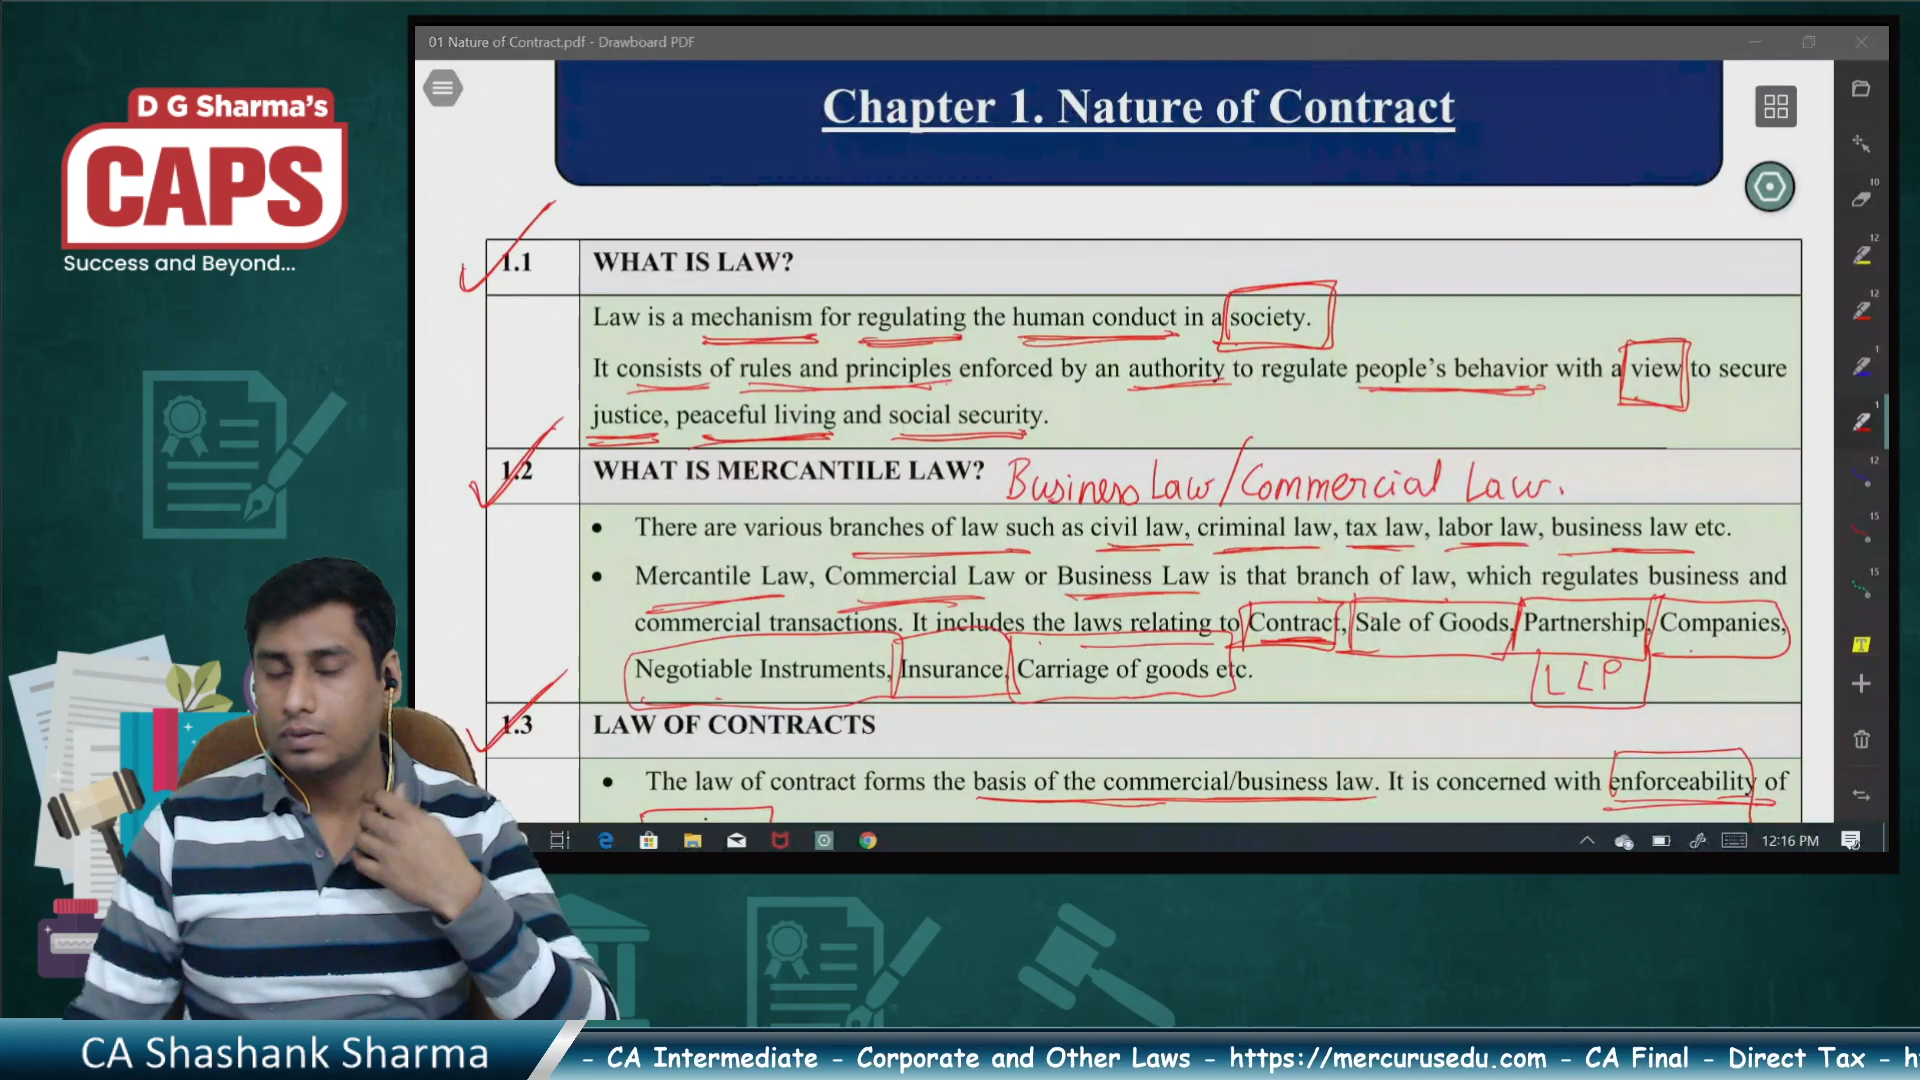 01 Nature of Contract.pdf - Drawboard PDF
D G Sharma's
CAPS
Success and Beyond...
Chapter 1. Nature of Contract
1.1 WHAT IS LAW?
Law is a mechanism for regulating the human conduct in a society.
It consists of rules and principles enforced by an authority to regulate people's behavior with a view to secure
justice, peaceful living and social security.
1.2 WHAT IS MERCANTILE LAW? Business Law/Commercial Law.
• There are various branches of law such as civil law, criminal law, tax law, labor law, business law etc.
• Mercantile Law, Commercial Law or Business Law is that branch of law, which regulates business and
commercial transactions. It includes the laws relating to Contract, Sale of Goods, Partnership, Companies,
Negotiable Instruments, Insurance, Carriage of goods etc.
LLP
1.3 LAW OF CONTRACTS
• The law of contract forms the basis of the commercial/business law. It is concerned with enforceability of
10
12
12
1
1
12
15
15
T
12:16 PM
CA Shashank Sharma
- CA Intermediate - Corporate and Other Laws - https://mercurusedu.com - CA Final - Direct Tax - h